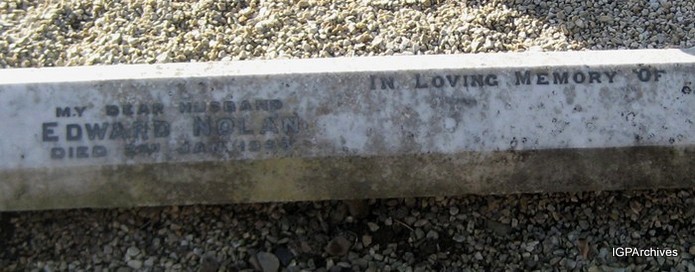 In Loving Memory Of
MY DEAR HUSBAND
EDWARD NOLAN
DIED
IGPArchives